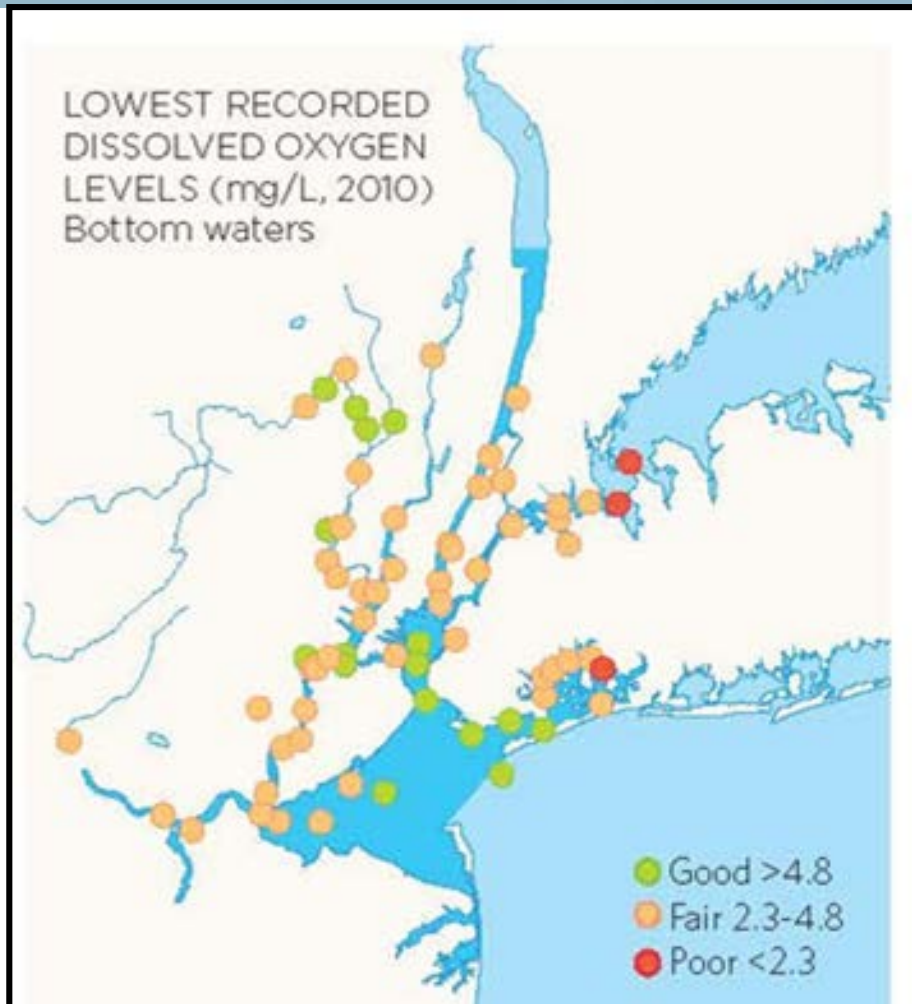 LOWEST RECORDED
DISSOLVED OXYGEN
LEVELS (mg/L, 2010)
Bottom waters
Good >4.8
Fair 2.3-4.8
Poor <2.3